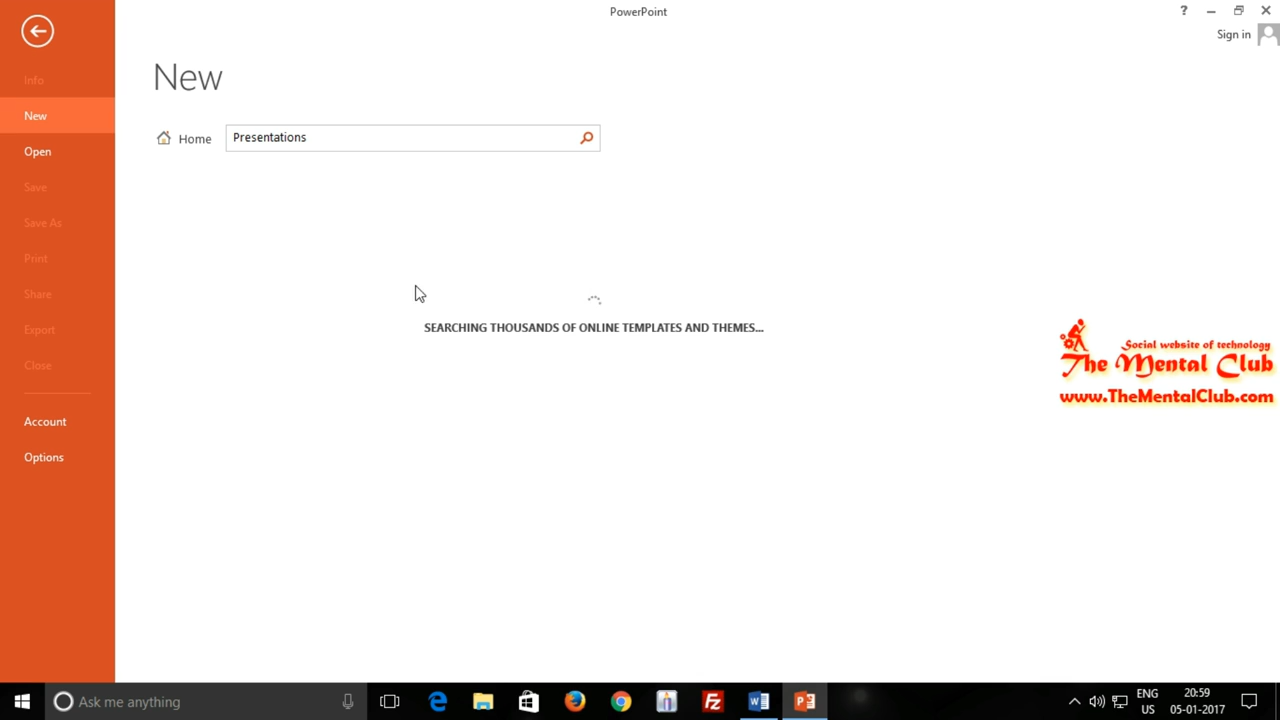 PowerPoint
?
Sign in
Info
New
Open
Save
Save As
Print
Share
Export
Close
Account
Options
New
Home
Presentations
SEARCHING THOUSANDS OF ONLINE TEMPLATES AND THEMES...
Social website of technology
The Mental Club
www.TheMentalClub.com
Ask me anything
ENG
US
20:59
05-01-2017